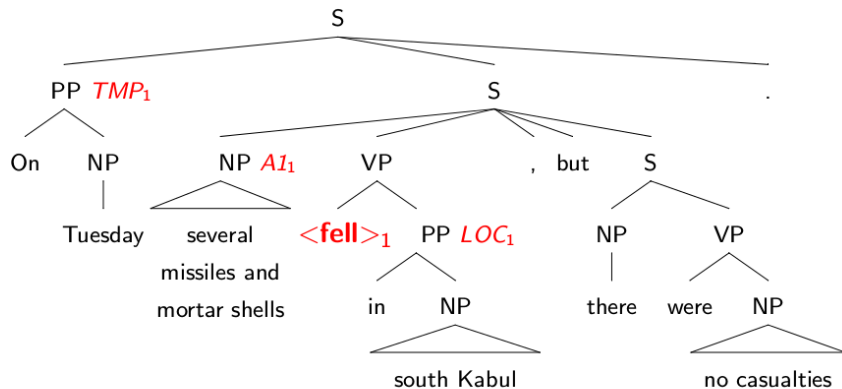 S
PP TMP₁ S .
On NP NP A1₁ VP , but S
Tuesday several <fell>₁ PP LOC₁ NP VP
missiles and
mortar shells in NP there were NP
south Kabul no casualties